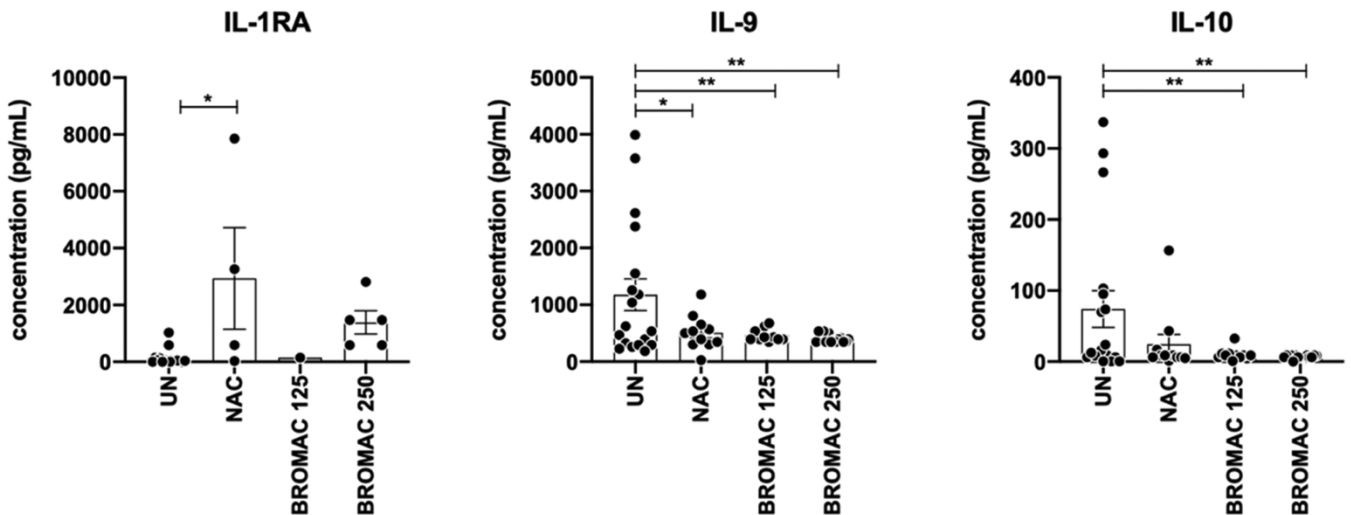 IL-1RA
concentration (pg/mL)
10000
8000
6000
4000
2000
0
*
UN
NAC
BROMAC 125
BROMAC 250
IL-9
concentration (pg/mL)
5000
4000
3000
2000
1000
0
**
**
*
UN
NAC
BROMAC 125
BROMAC 250
IL-10
concentration (pg/mL)
400
300
200
100
0
**
**
UN
NAC
BROMAC 125
BROMAC 250